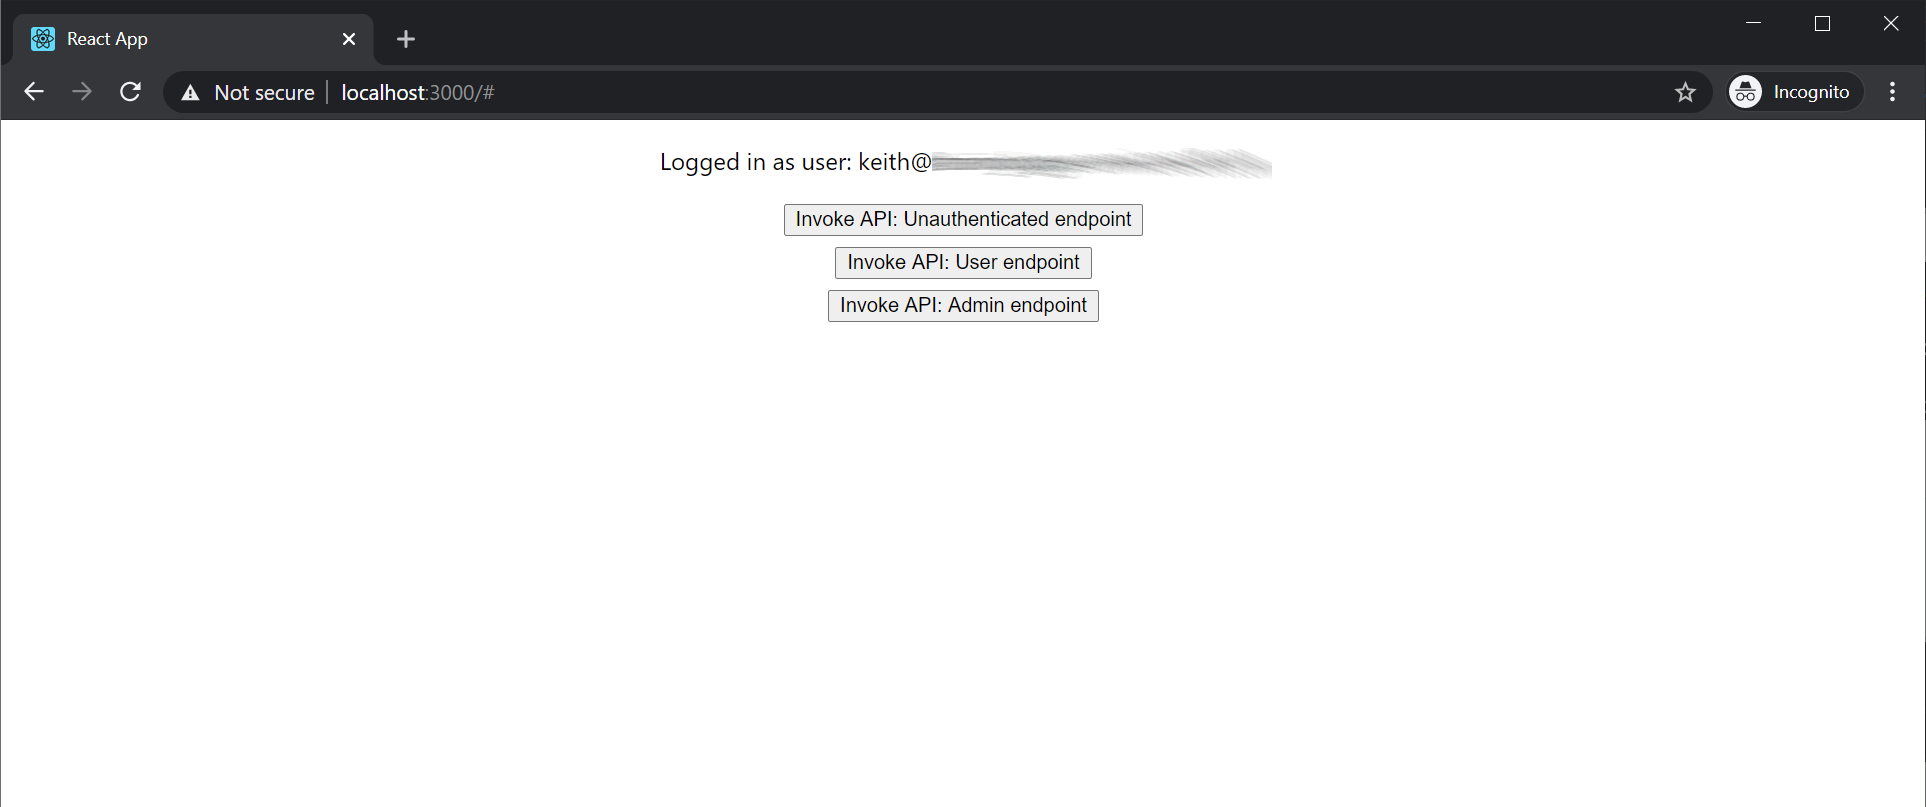 React App
Not secure localhost:3000/# Incognito
Logged in as user: keith@
Invoke API: Unauthenticated endpoint
Invoke API: User endpoint
Invoke API: Admin endpoint